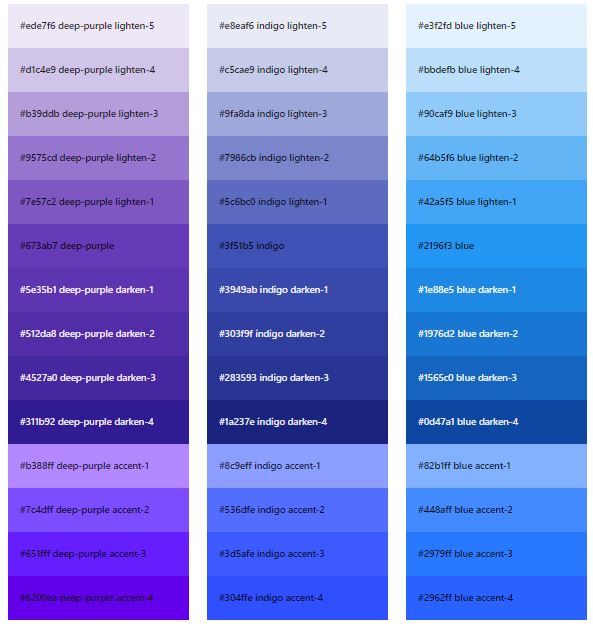 #ede7f6 deep-purple lighten-5
#d1c4e9 deep-purple lighten-4
#b39ddb deep-purple lighten-3
#9575cd deep-purple lighten-2
#7e57c2 deep-purple lighten-1
#673ab7 deep-purple
#5e35b1 deep-purple darken-1
#512da8 deep-purple darken-2
#4527a0 deep-purple darken-3
#311b92 deep-purple darken-4
#b388ff deep-purple accent-1
#7c4dff deep-purple accent-2
#651fff deep-purple accent-3
#6200ea deep-purple accent-4
#e8eaf6 indigo lighten-5
#c5cae9 indigo lighten-4
#9fa8da indigo lighten-3
#7986cb indigo lighten-2
#5c6bc0 indigo lighten-1
#3f51b5 indigo
#3949ab indigo darken-1
#303f9f indigo darken-2
#283593 indigo darken-3
#1a237e indigo darken-4
#8c9eff indigo accent-1
#536dfe indigo accent-2
#3d5afe indigo accent-3
#304ffe indigo accent-4
#e3f2fd blue lighten-5
#bbdefb blue lighten-4
#90caf9 blue lighten-3
#64b5f6 blue lighten-2
#42a5f5 blue lighten-1
#2196f3 blue
#1e88e5 blue darken-1
#1976d2 blue darken-2
#1565c0 blue darken-3
#0d47a1 blue darken-4
#82b1ff blue accent-1
#448aff blue accent-2
#2979ff blue accent-3
#2962ff blue accent-4